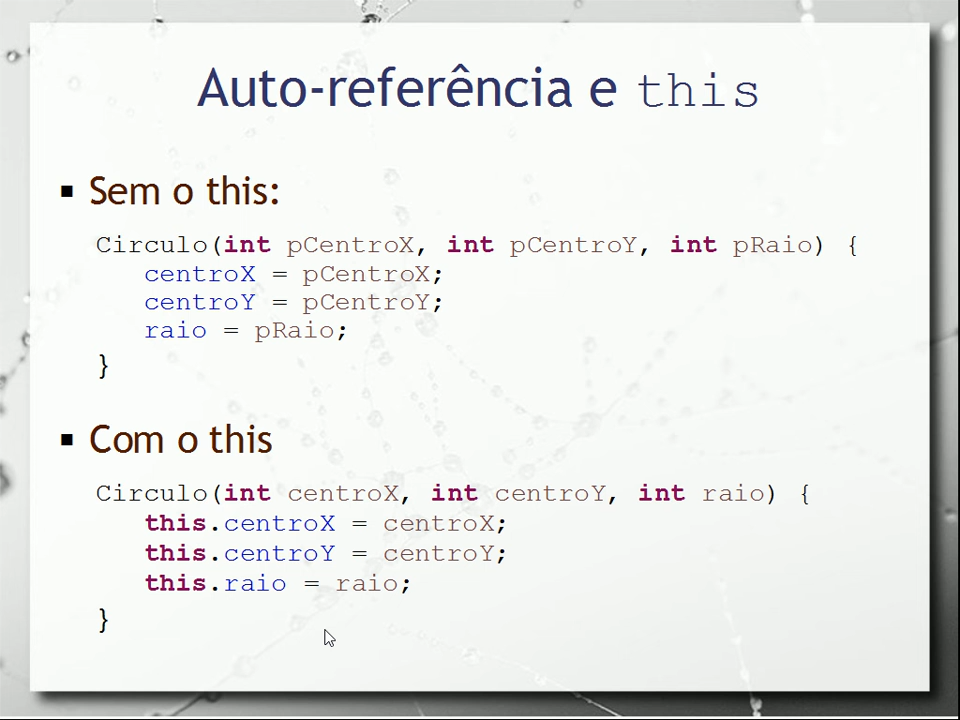 Auto-referência e this
▪ Sem o this:
Circulo(int pCentroX, int pCentroY, int pRaio) {
centroX = pCentroX;
centroY = pCentroY;
raio = pRaio;
}
▪ Com o this
Circulo(int centroX, int centroY, int raio) {
this.centroX = centroX;
this.centroY = centroY;
this.raio = raio;
}